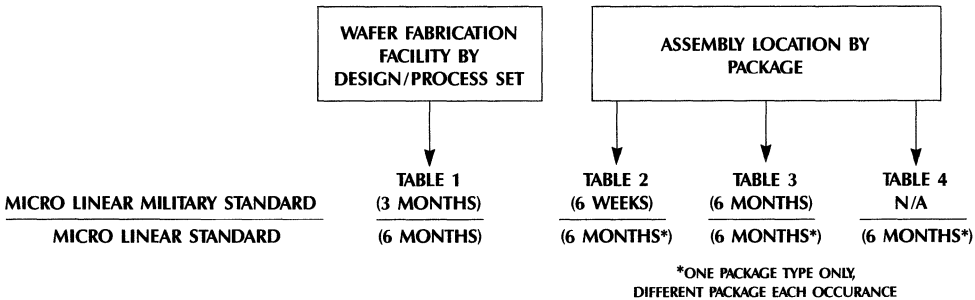 WAFER FABRICATION
FACILITY BY
DESIGN/PROCESS SET
ASSEMBLY LOCATION BY
PACKAGE
TABLE 1
TABLE 2
TABLE 3
TABLE 4
MICRO LINEAR MILITARY STANDARD
(3 MONTHS)
(6 WEEKS)
(6 MONTHS)
N/A
MICRO LINEAR STANDARD
(6 MONTHS)
(6 MONTHS*)
(6 MONTHS*)
(6 MONTHS*)
*ONE PACKAGE TYPE ONLY,
DIFFERENT PACKAGE EACH OCCURANCE